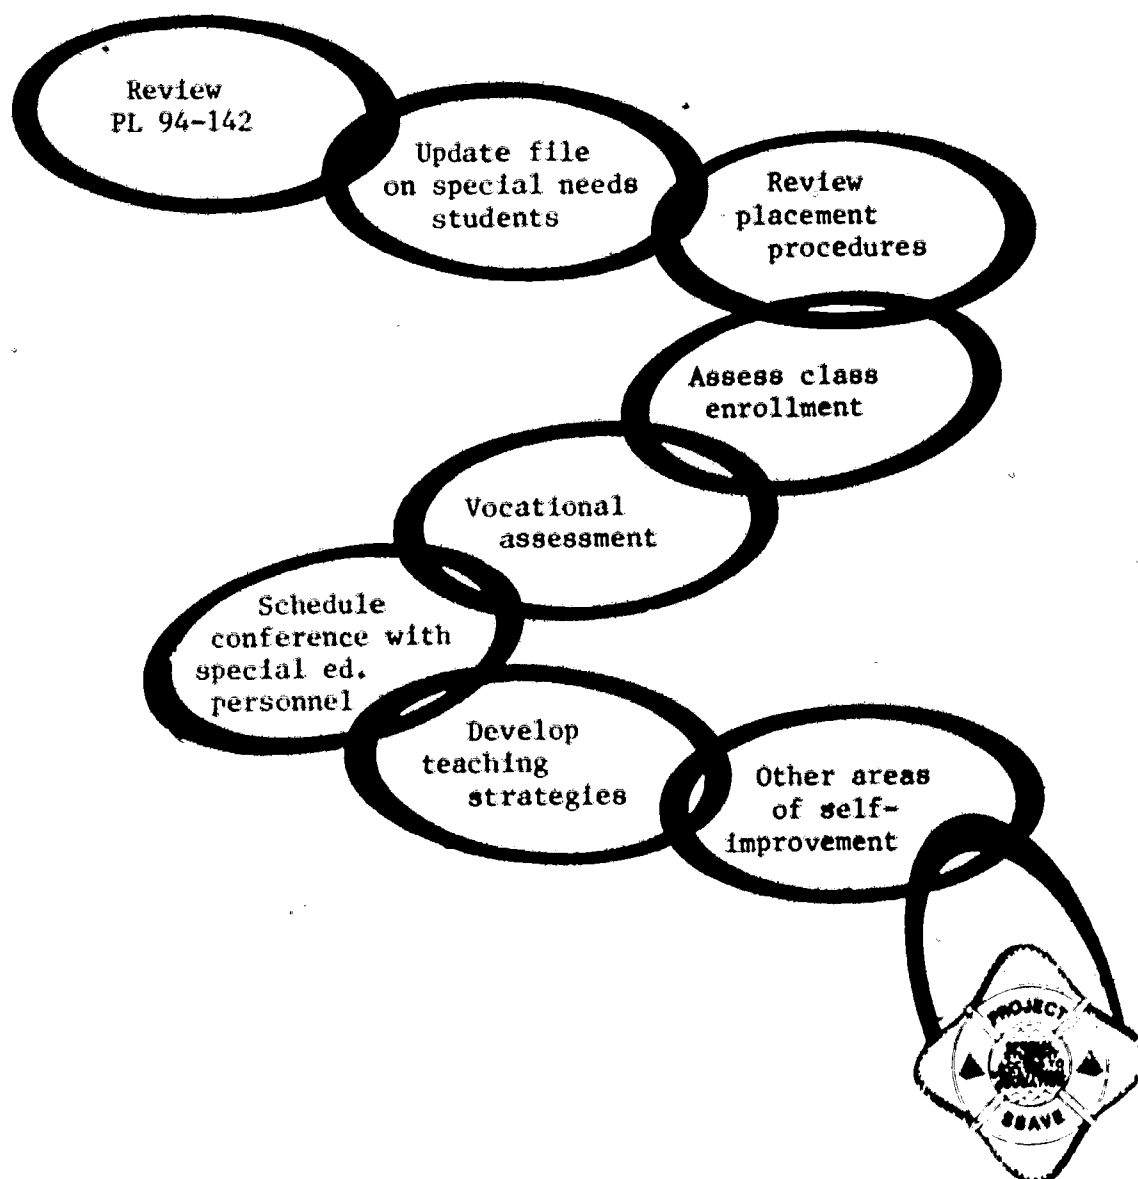 Review
PL 94-142
Update file
on special needs
students
Review
placement
procedures
Assess class
enrollment
Vocational
assessment
Schedule
conference with
special ed.
personnel
Develop
teaching
strategies
Other areas
of self-
improvement
PROJECT
SSAVE